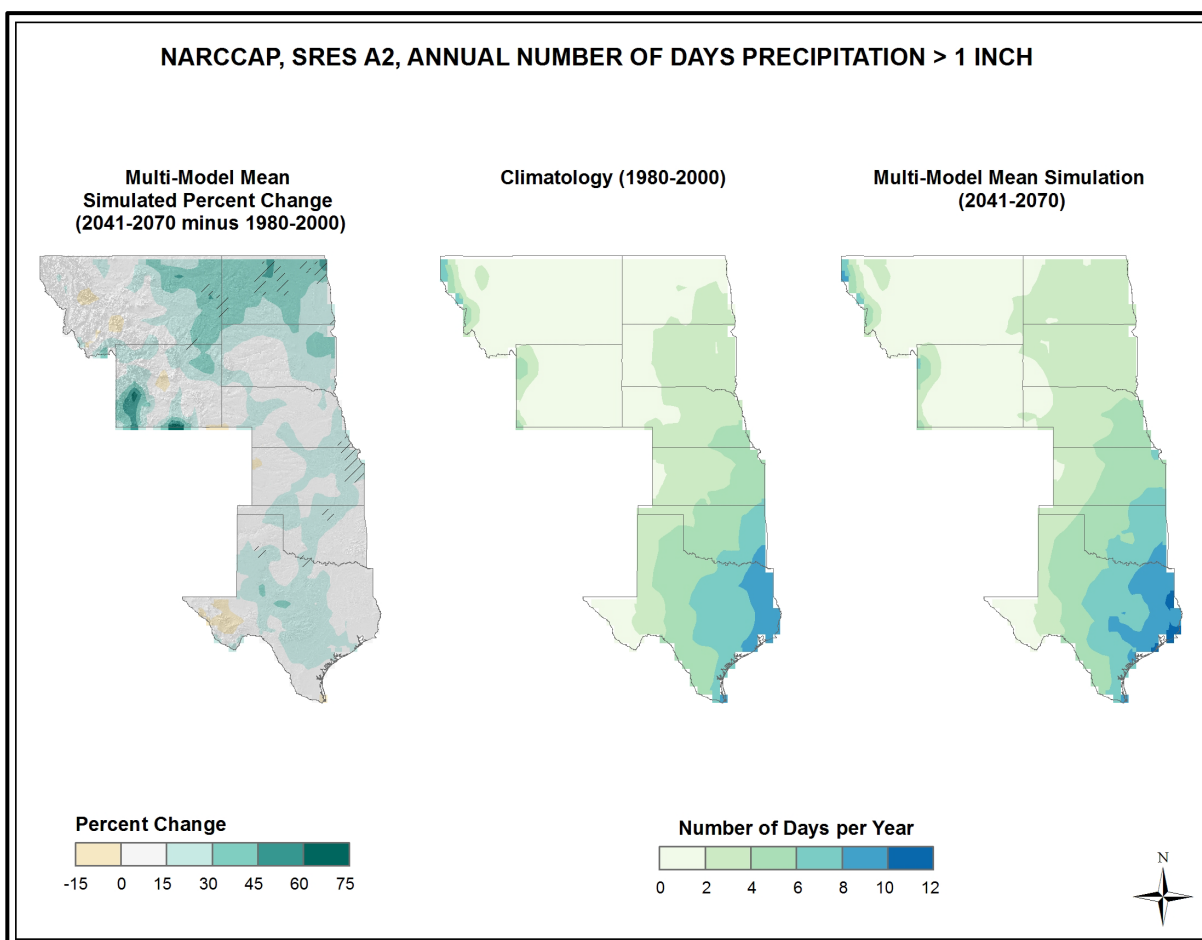 NARCCAP, SRES A2, ANNUAL NUMBER OF DAYS PRECIPITATION > 1 INCH
Multi-Model Mean
Simulated Percent Change
(2041-2070 minus 1980-2000)
Climatology (1980-2000)
Multi-Model Mean Simulation
(2041-2070)
Percent Change
-15 0 15 30 45 60 75
Number of Days per Year
0 2 4 6 8 10 12
N